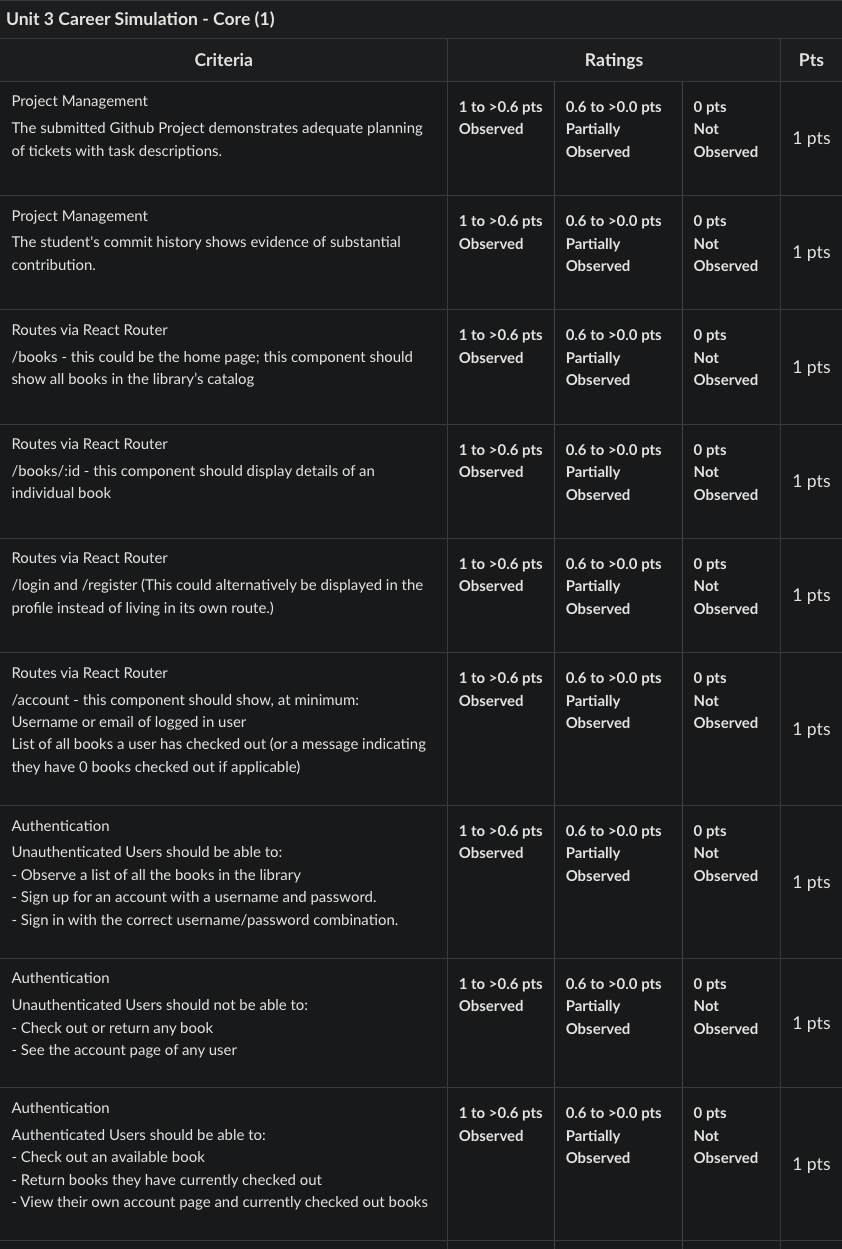 Unit 3 Career Simulation - Core (1)
Criteria
Ratings
Pts
Project Management
The submitted Github Project demonstrates adequate planning
of tickets with task descriptions.
1 to >0.6 pts
Observed
0.6 to >0.0 pts
Partially
Observed
0 pts
Not
Observed
1 pts
Project Management
The student's commit history shows evidence of substantial
contribution.
1 to >0.6 pts
Observed
0.6 to >0.0 pts
Partially
Observed
0 pts
Not
Observed
1 pts
Routes via React Router
/books - this could be the home page; this component should
show all books in the library’s catalog
1 to >0.6 pts
Observed
0.6 to >0.0 pts
Partially
Observed
0 pts
Not
Observed
1 pts
Routes via React Router
/books/:id - this component should display details of an
individual book
1 to >0.6 pts
Observed
0.6 to >0.0 pts
Partially
Observed
0 pts
Not
Observed
1 pts
Routes via React Router
/login and /register (This could alternatively be displayed in the
profile instead of living in its own route.)
1 to >0.6 pts
Observed
0.6 to >0.0 pts
Partially
Observed
0 pts
Not
Observed
1 pts
Routes via React Router
/account - this component should show, at minimum:
Username or email of logged in user
List of all books a user has checked out (or a message indicating
they have 0 books checked out if applicable)
1 to >0.6 pts
Observed
0.6 to >0.0 pts
Partially
Observed
0 pts
Not
Observed
1 pts
Authentication
Unauthenticated Users should be able to:
- Observe a list of all the books in the library
- Sign up for an account with a username and password.
- Sign in with the correct username/password combination.
1 to >0.6 pts
Observed
0.6 to >0.0 pts
Partially
Observed
0 pts
Not
Observed
1 pts
Authentication
Unauthenticated Users should not be able to:
- Check out or return any book
- See the account page of any user
1 to >0.6 pts
Observed
0.6 to >0.0 pts
Partially
Observed
0 pts
Not
Observed
1 pts
Authentication
Authenticated Users should be able to:
- Check out an available book
- Return books they have currently checked out
- View their own account page and currently checked out books
1 to >0.6 pts
Observed
0.6 to >0.0 pts
Partially
Observed
0 pts
Not
Observed
1 pts